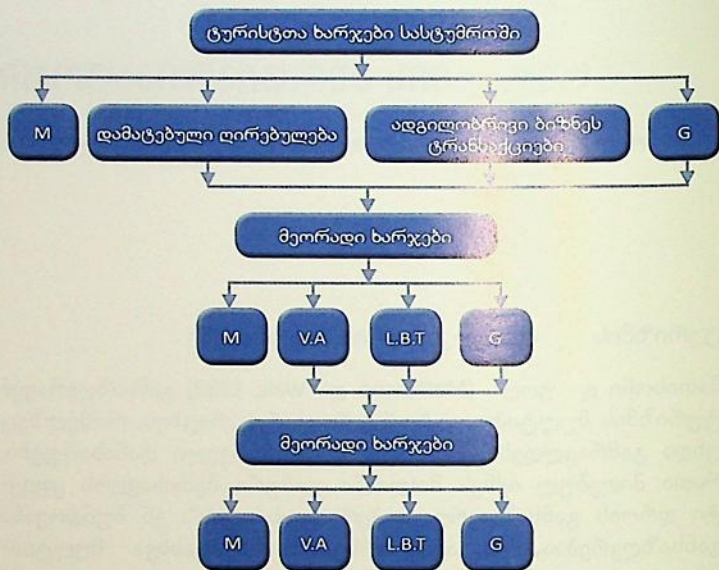 ტურისტთა ხარჯები სასტუმროში
M
დამატებული ღირებულება
ადგილობრივი ბიზნეს
ტრანსაქციები
G
მეორადი ხარჯები
M
V.A
L.B.T
G
მეორადი ხარჯები
M
V.A
L.B.T
G